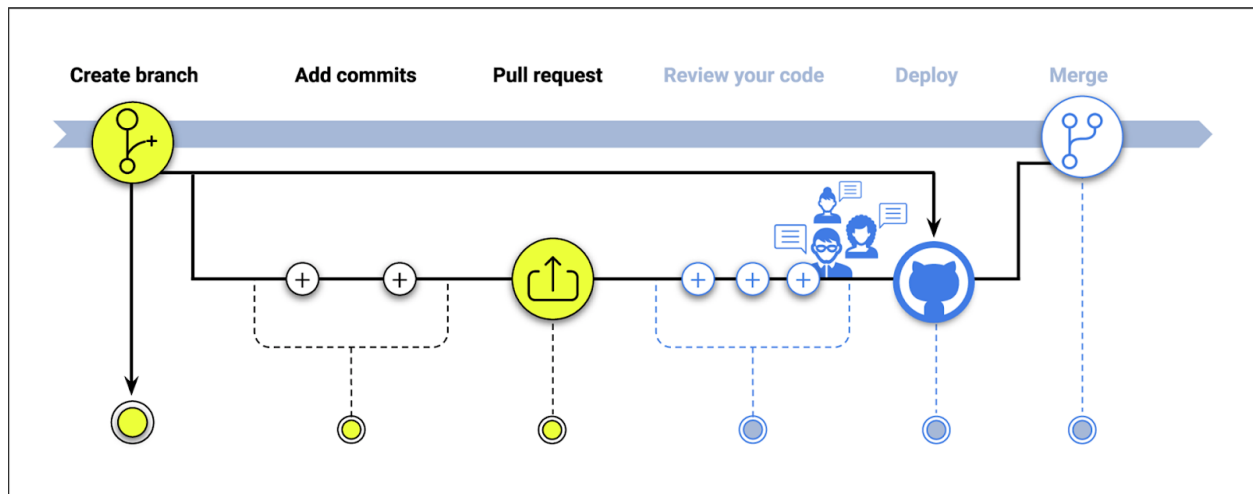 Create branch
Add commits
Pull request
Review your code
Deploy
Merge